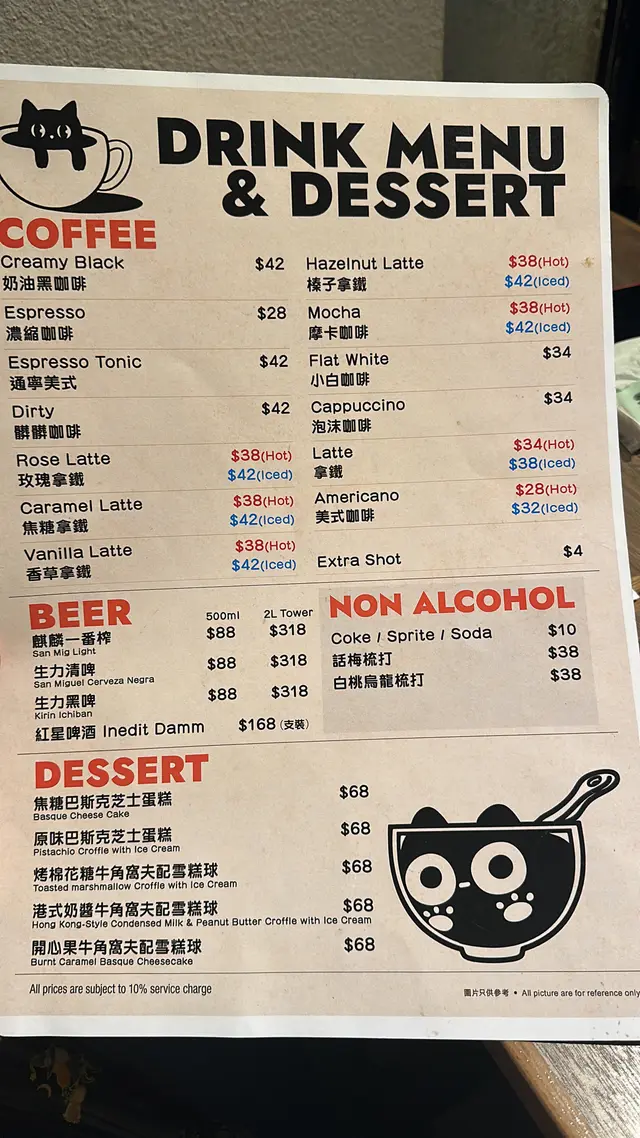 DRINK MENU
& DESSERT
COFFEE
Creamy Black $42
奶油黑咖啡
Espresso $28
濃縮咖啡
Espresso Tonic $42
通寧美式
Dirty $42
髒髒咖啡
Rose Latte $38(Hot)
玫瑰拿鐵 $42(Iced)
Caramel Latte $38(Hot)
焦糖拿鐵 $42(Iced)
Vanilla Latte $38(Hot)
香草拿鐵 $42(Iced)
Hazelnut Latte $38(Hot)
榛子拿鐵 $42(Iced)
Mocha $38(Hot)
摩卡咖啡 $42(Iced)
Flat White $34
小白咖啡
Cappuccino $34
泡沫咖啡
Latte $34(Hot)
拿鐵 $38(Iced)
Americano $28(Hot)
美式咖啡 $32(Iced)
Extra Shot $4
BEER 500ml 2L Tower
麒麟一番榨 $88 $318
San Mig Light
生力清啤 $88 $318
San Miguel Cerveza Negra
生力黑啤 $88 $318
Kirin Ichiban
紅星啤酒 Inedit Damm $168 (支裝)
NON ALCOHOL
Coke / Sprite / Soda $10
話梅梳打 $38
白桃烏龍梳打 $38
DESSERT
焦糖巴斯克芝士蛋糕 $68
Basque Cheese Cake
原味巴斯克芝士蛋糕 $68
Pistachio Croffle with Ice Cream
烤棉花糖牛角窩夫配雪糕球 $68
Toasted marshmallow Croffle with Ice Cream
港式奶醬牛角窩夫配雪糕球 $68
Hong Kong-Style Condensed Milk & Peanut Butter Croffle with Ice Cream
開心果牛角窩夫配雪糕球 $68
Burnt Caramel Basque Cheesecake
All prices are subject to 10% service charge
圖片只供參考 • All picture are for reference only